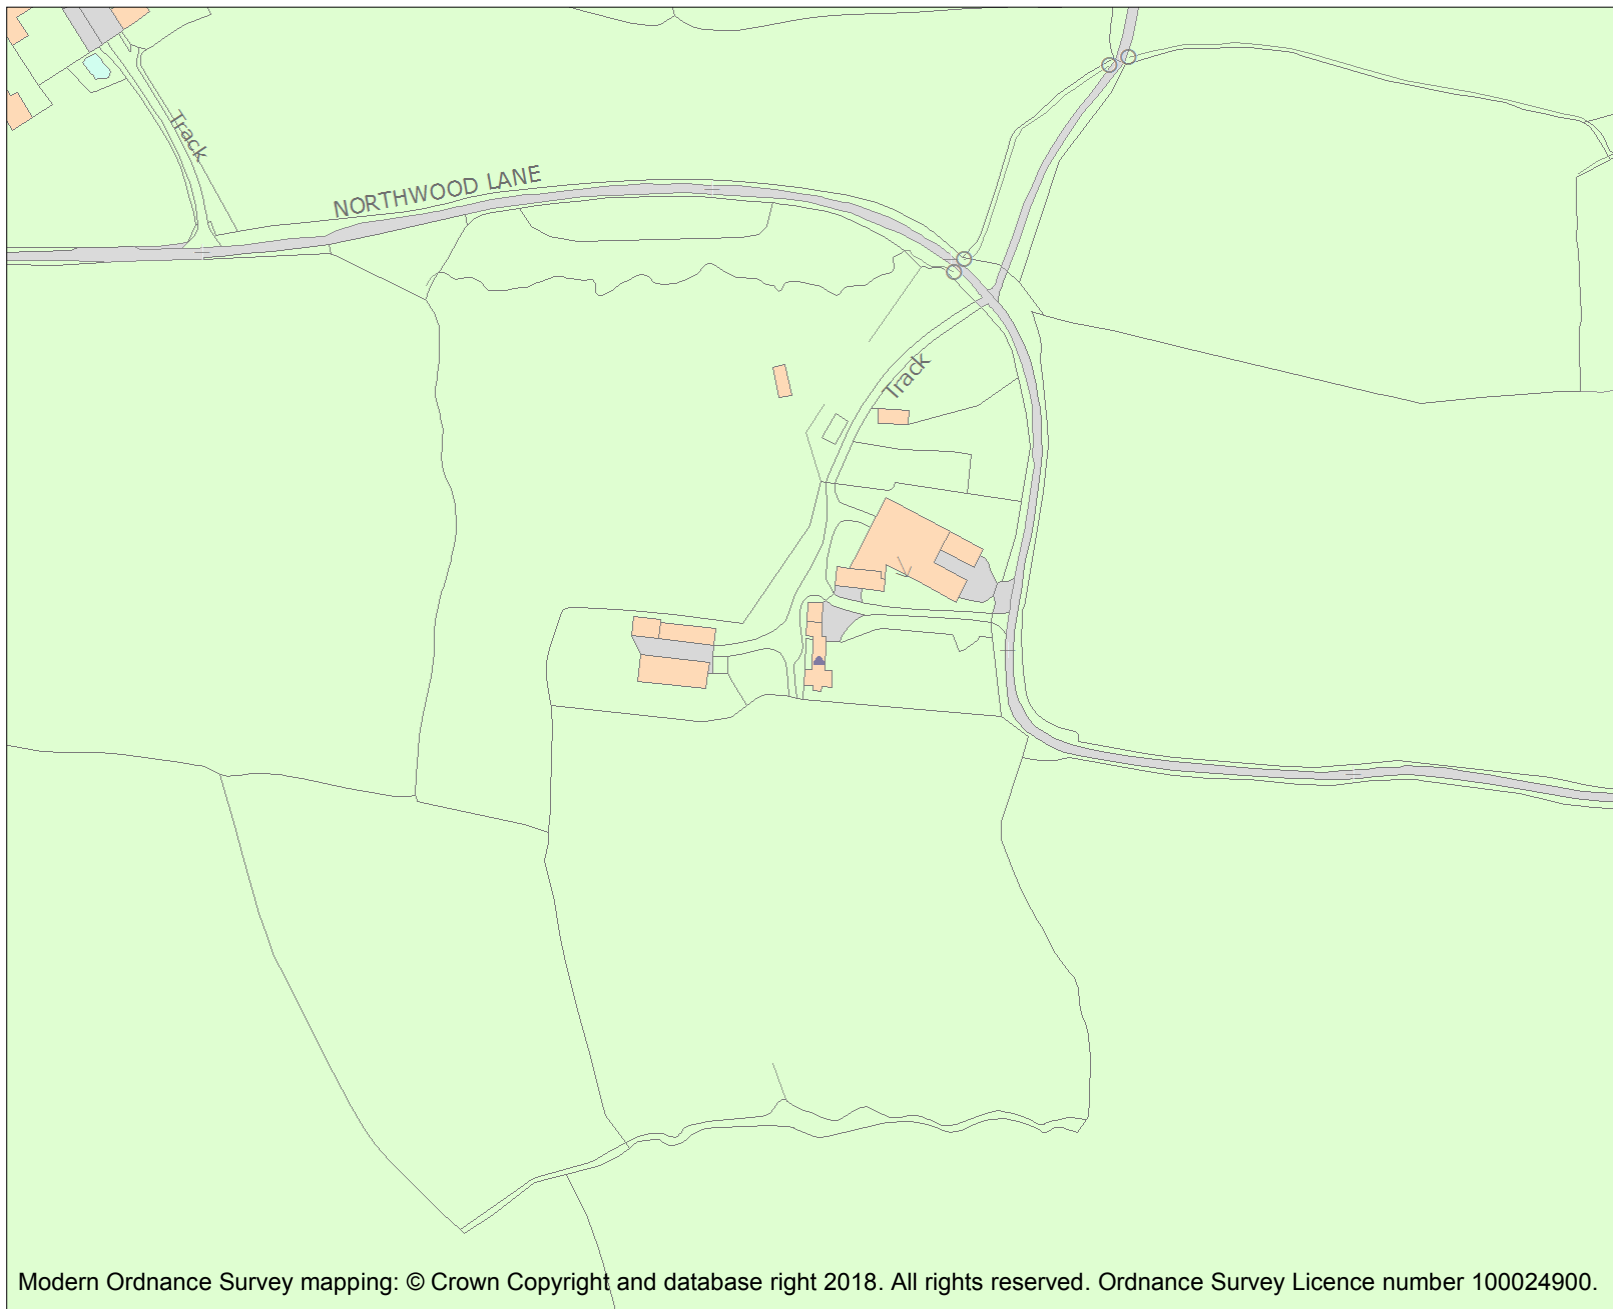 Track
NORTHWOOD LANE
Track
Modern Ordnance Survey mapping: © Crown Copyright and database right 2018. All rights reserved. Ordnance Survey Licence number 100024900.